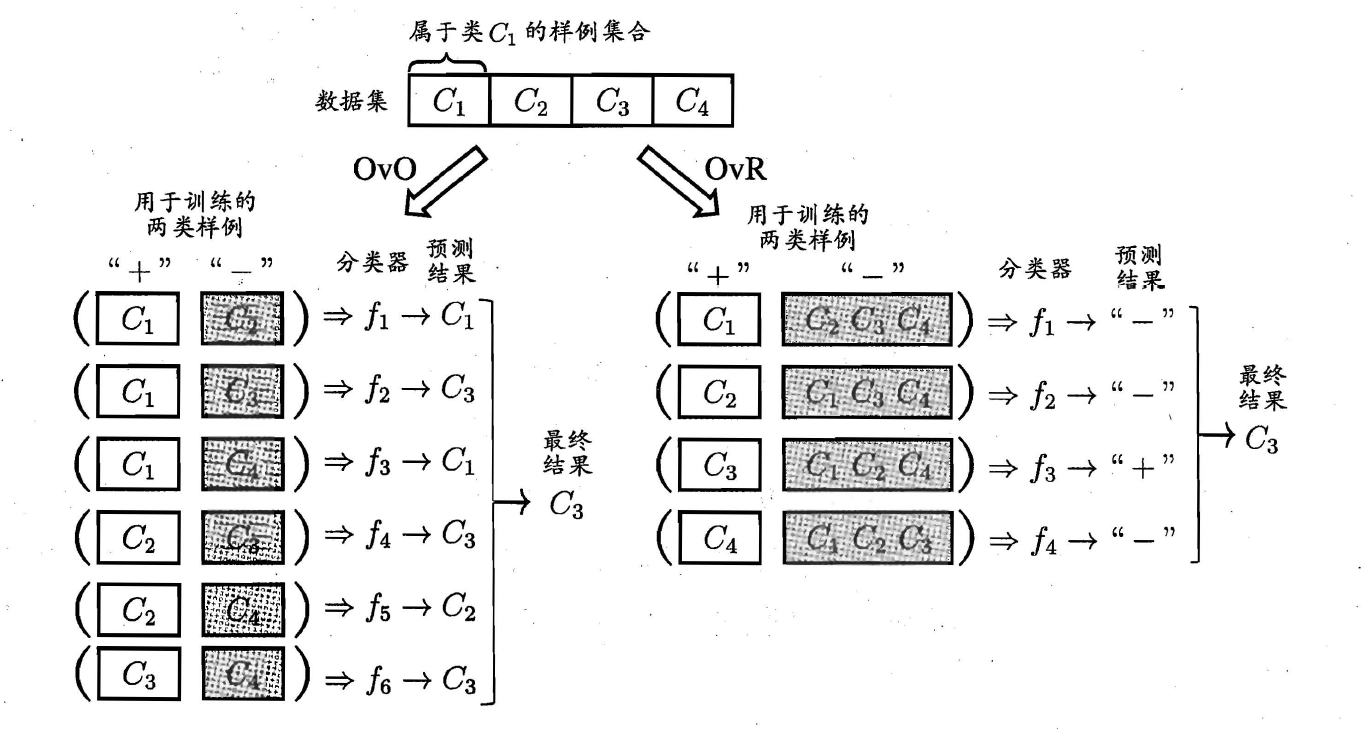 属于类 C₁ 的样例集合
数据集 C₁ C₂ C₃ C₄
OvO
用于训练的
两类样例
“+” “−” 分类器 预测
结果
( C₁ C₂ ) ⇒ f₁ → C₁
( C₁ C₃ ) ⇒ f₂ → C₃
( C₁ C₄ ) ⇒ f₃ → C₁
( C₂ C₃ ) ⇒ f₄ → C₃
( C₂ C₄ ) ⇒ f₅ → C₂
( C₃ C₄ ) ⇒ f₆ → C₃
最终
结果
C₃
OvR
用于训练的
两类样例
“+” “−” 分类器 预测
结果
( C₁ C₂ C₃ C₄ ) ⇒ f₁ → “−”
( C₂ C₁ C₃ C₄ ) ⇒ f₂ → “−”
( C₃ C₁ C₂ C₄ ) ⇒ f₃ → “+”
( C₄ C₁ C₂ C₃ ) ⇒ f₄ → “−”
最终
结果
C₃